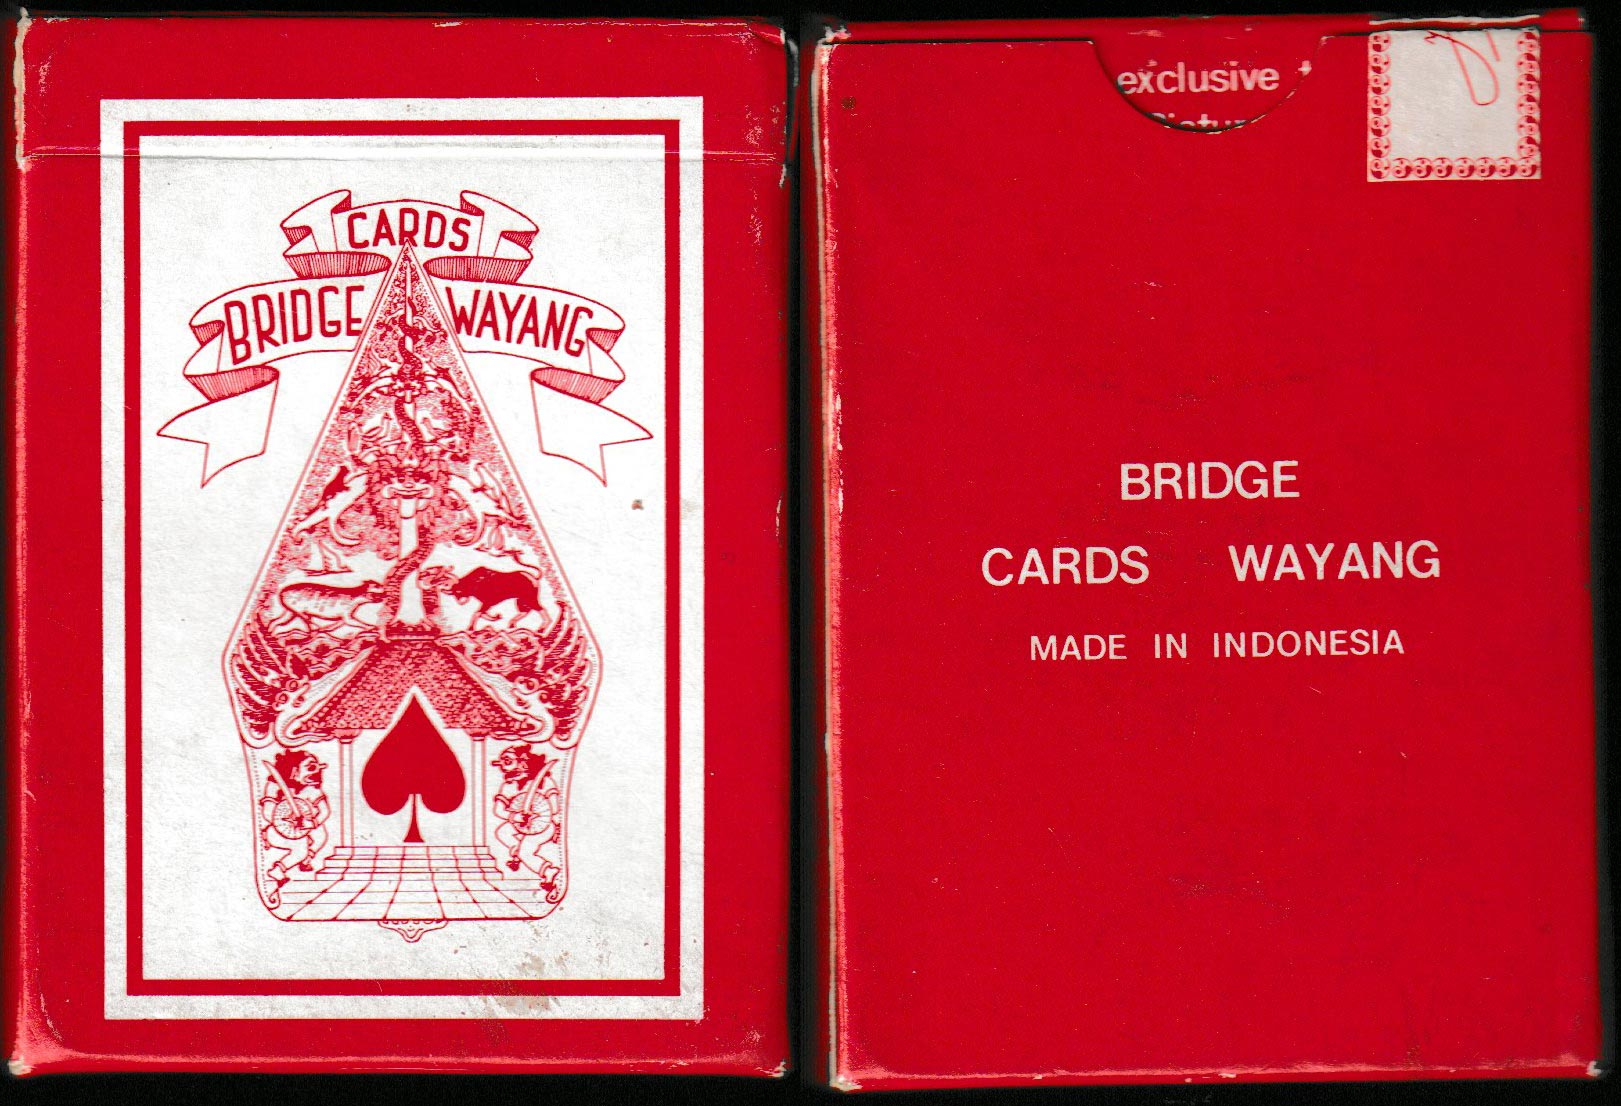 CARDS
BRIDGE WAYANG
exclusive
BRIDGE
CARDS WAYANG
MADE IN INDONESIA